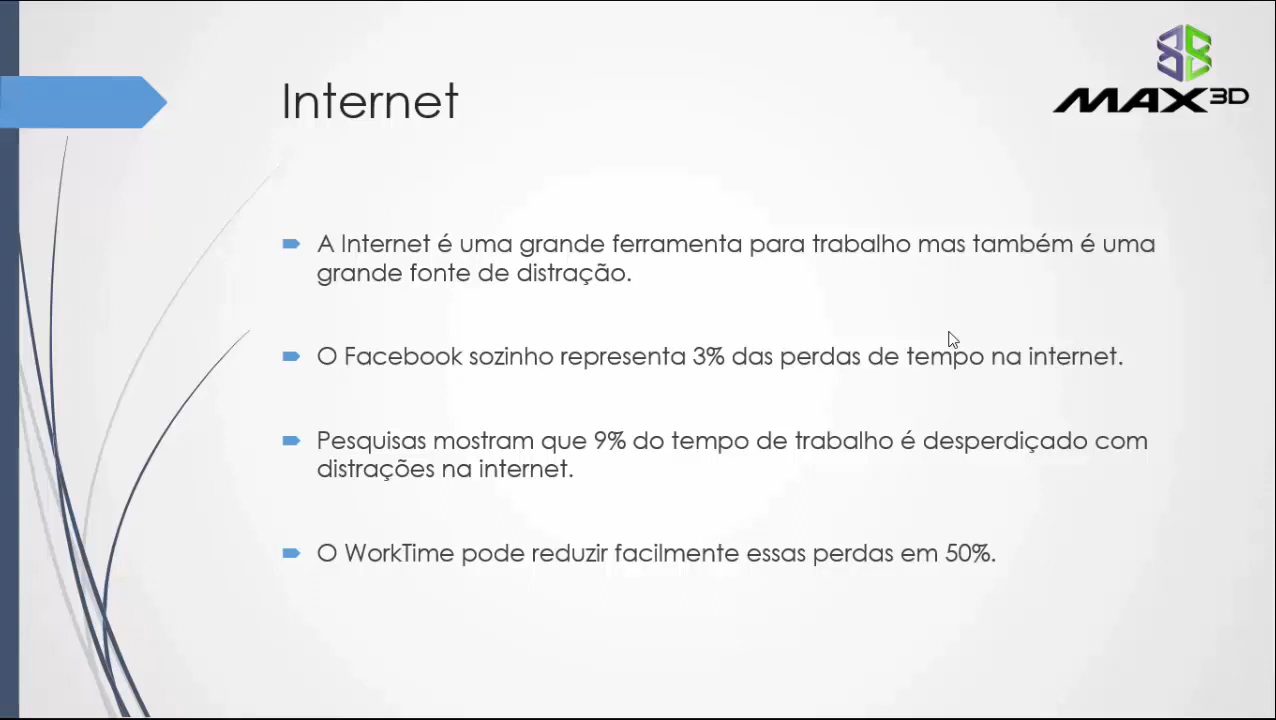 Internet
MAX3D
A Internet é uma grande ferramenta para trabalho mas também é uma
grande fonte de distração.
O Facebook sozinho representa 3% das perdas de tempo na internet.
Pesquisas mostram que 9% do tempo de trabalho é desperdiçado com
distrações na internet.
O WorkTime pode reduzir facilmente essas perdas em 50%.